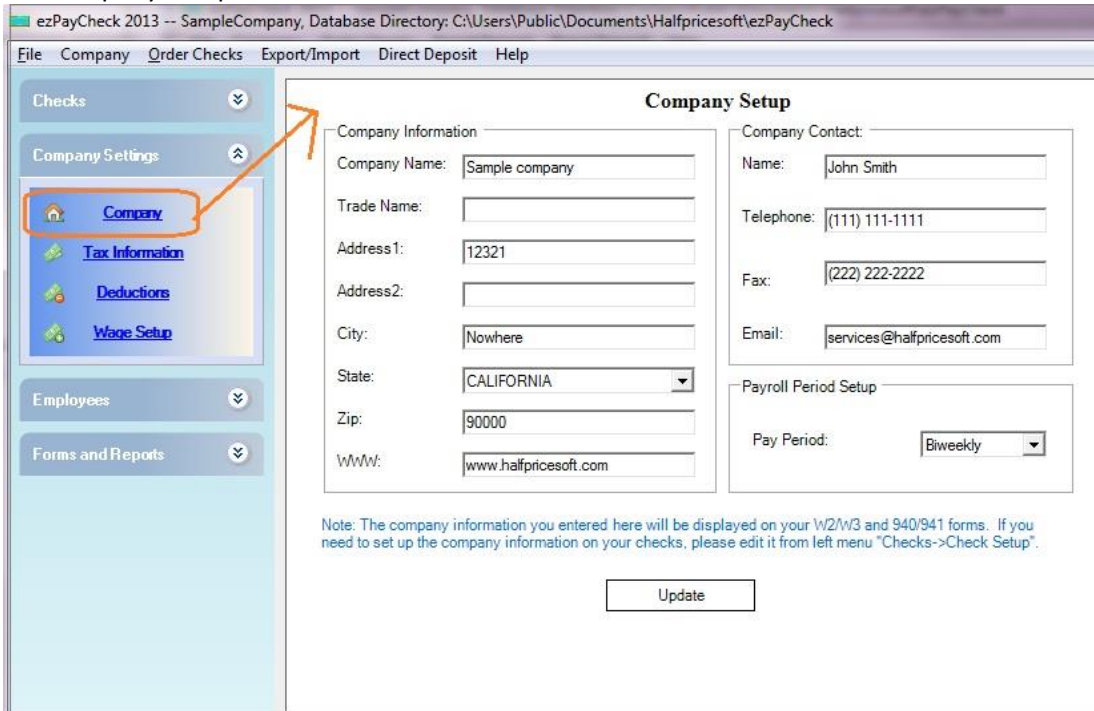 ezPayCheck 2013 -- SampleCompany, Database Directory: C:\Users\Public\Documents\Halfpricesoft\ezPayCheck
File Company Order Checks Export/Import Direct Deposit Help
Checks
Company Settings
Company
Tax Information
Deductions
Wage Setup
Employees
Forms and Reports
Company Setup
Company Information
Company Name: Sample company
Trade Name:
Address1: 12321
Address2:
City: Nowhere
State: CALIFORNIA
Zip: 90000
WWW: www.halfpricesoft.com
Company Contact:
Name: John Smith
Telephone: (111) 111-1111
Fax: (222) 222-2222
Email: services@halfpricesoft.com
Payroll Period Setup
Pay Period: Biweekly
Note: The company information you entered here will be displayed on your W2/W3 and 940/941 forms. If you
need to set up the company information on your checks, please edit it from left menu "Checks->Check Setup".
Update